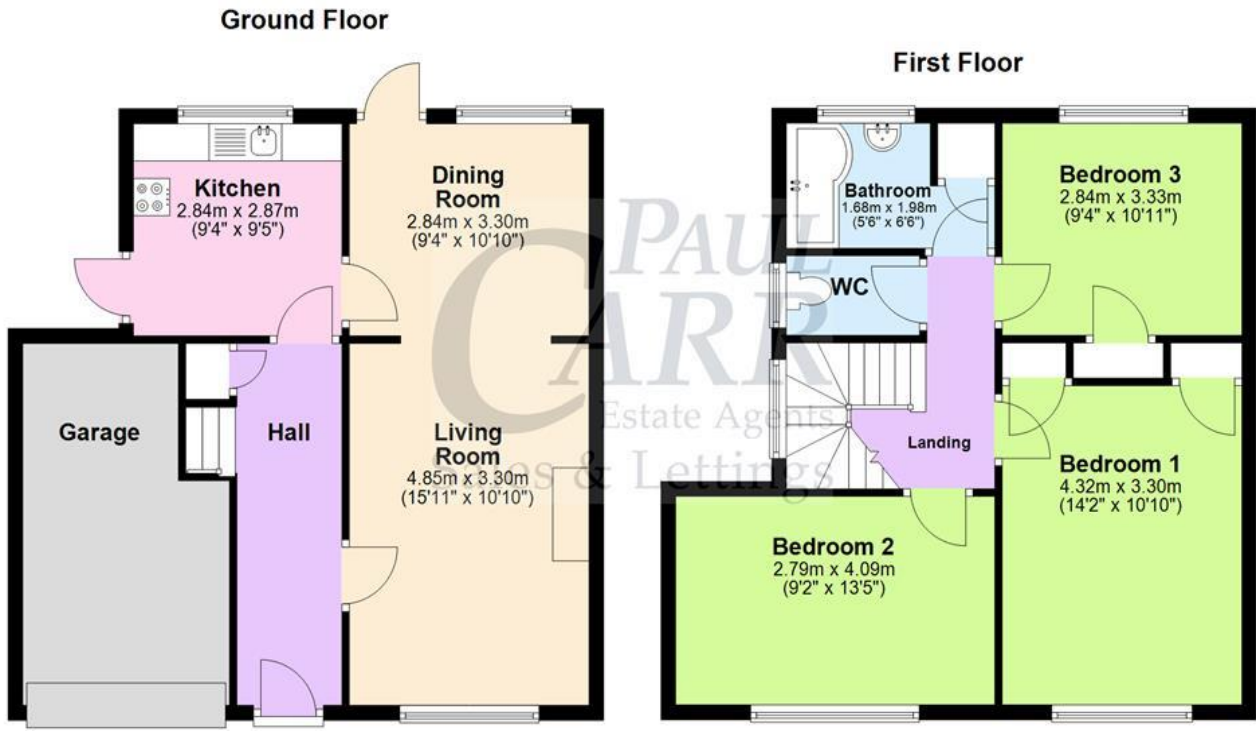 Ground Floor
Kitchen
2.84m x 2.87m
(9'4" x 9'5")
Dining
Room
2.84m x 3.30m
(9'4" x 10'10")
Garage
Hall
Living
Room
4.85m x 3.30m
(15'11" x 10'10")
First Floor
Bathroom
1.68m x 1.98m
(5'6" x 6'6")
Bedroom 3
2.84m x 3.33m
(9'4" x 10'11")
WC
Landing
Bedroom 1
4.32m x 3.30m
(14'2" x 10'10")
Bedroom 2
2.79m x 4.09m
(9'2" x 13'5")
PAUL
CARR
Estate Agents
Sales & Lettings